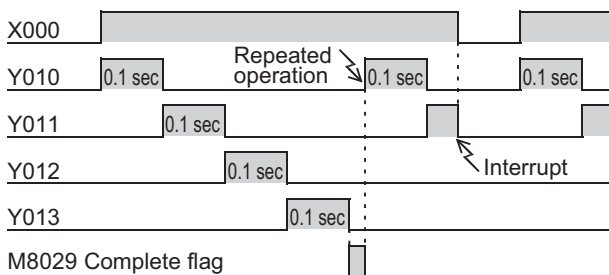 X000
Repeated
operation
Y010
0.1 sec
0.1 sec
0.1 sec
Y011
0.1 sec
Interrupt
Y012
0.1 sec
Y013
0.1 sec
M8029 Complete flag